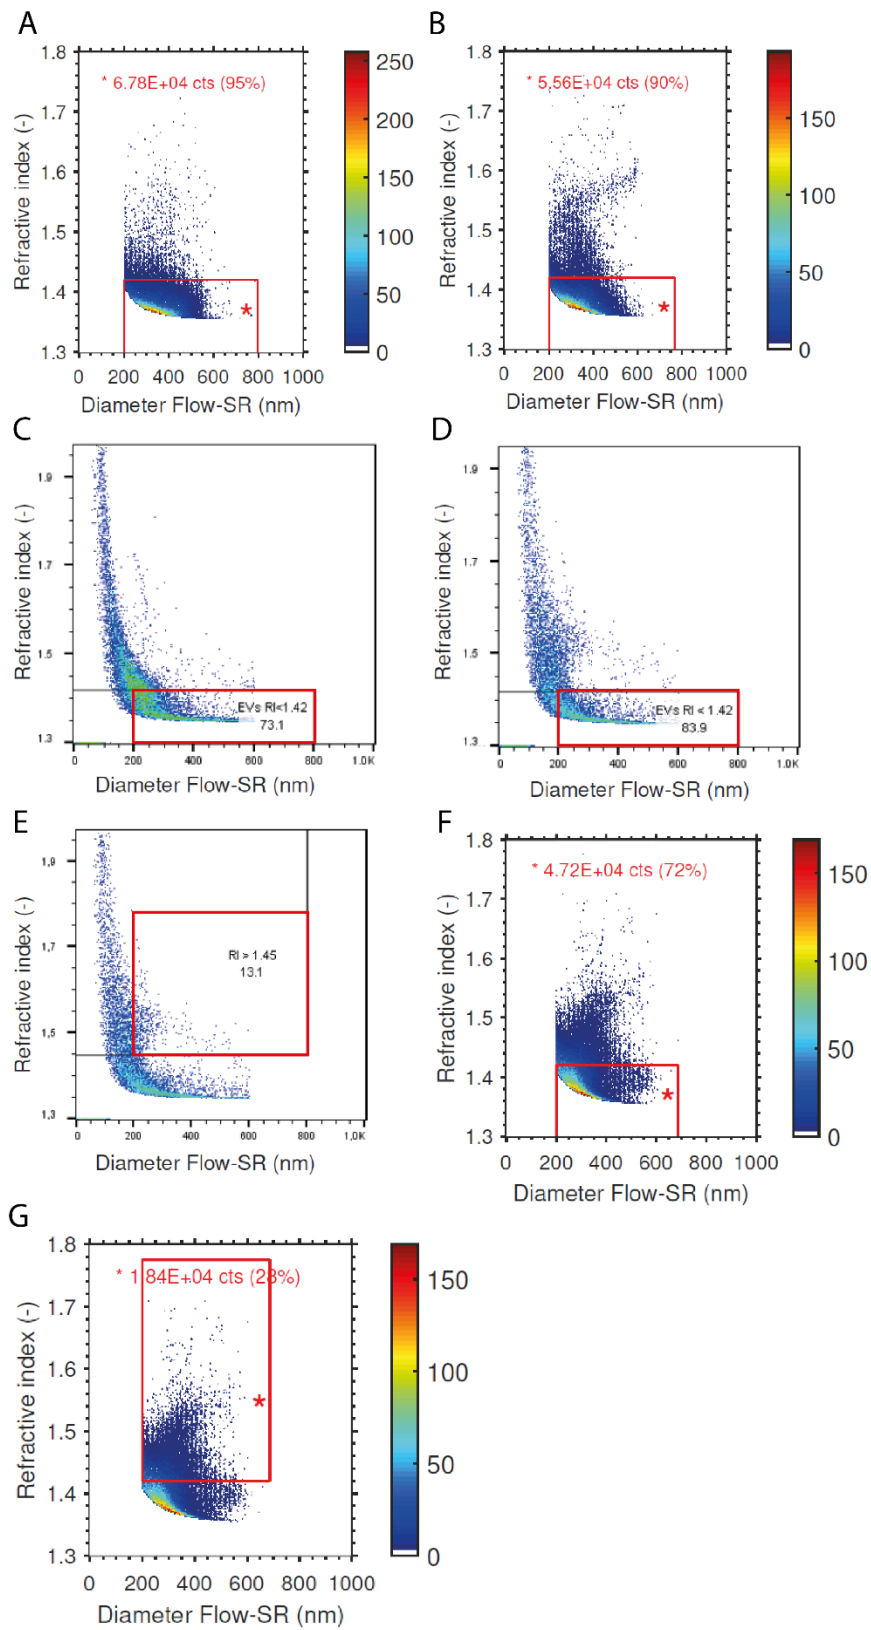 A
1.8
1.7
1.6
1.5
1.4
1.3
Refractive index (-)
* 6.78E+04 cts (95%)
*
0 200 400 600 800 1000
Diameter Flow-SR (nm)
250
200
150
100
50
0
B
1.8
1.7
1.6
1.5
1.4
1.3
Refractive index (-)
* 5.56E+04 cts (90%)
*
0 200 400 600 800 1000
Diameter Flow-SR (nm)
150
100
50
0
C
1.9
1.7
1.5
1.3
Refractive index (-)
EVs RI<1.42
73.1
0 200 400 600 800 1.0K
Diameter Flow-SR (nm)
D
1.9
1.7
1.5
1.3
Refractive index (-)
EVs RI < 1.42
83.9
0 200 400 600 800 1.0K
Diameter Flow-SR (nm)
E
1,9
1,7
1,5
1,3
Refractive index (-)
RI > 1.45
13.1
0 200 400 600 800 1,0K
Diameter Flow-SR (nm)
F
1.8
1.7
1.6
1.5
1.4
1.3
Refractive index (-)
* 4.72E+04 cts (72%)
*
0 200 400 600 800 1000
Diameter Flow-SR (nm)
150
100
50
0
G
1.8
1.7
1.6
1.5
1.4
1.3
Refractive index (-)
* 1.84E+04 cts (28%)
*
0 200 400 600 800 1000
Diameter Flow-SR (nm)
150
100
50
0